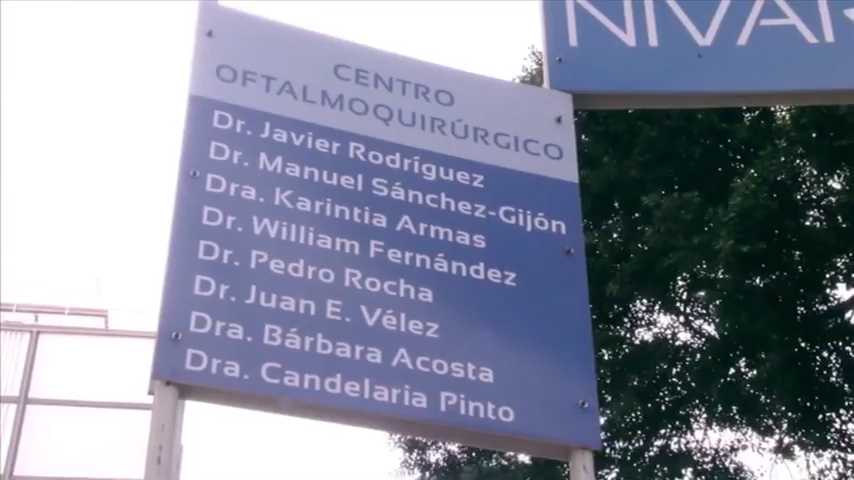 CENTRO
OFTALMOQUIRÚRGICO
Dr. Javier Rodríguez
Dr. Manuel Sánchez-Gijón
Dra. Karintia Armas
Dr. William Fernández
Dr. Pedro Rocha
Dr. Juan E. Vélez
Dra. Bárbara Acosta
Dra. Candelaria Pinto